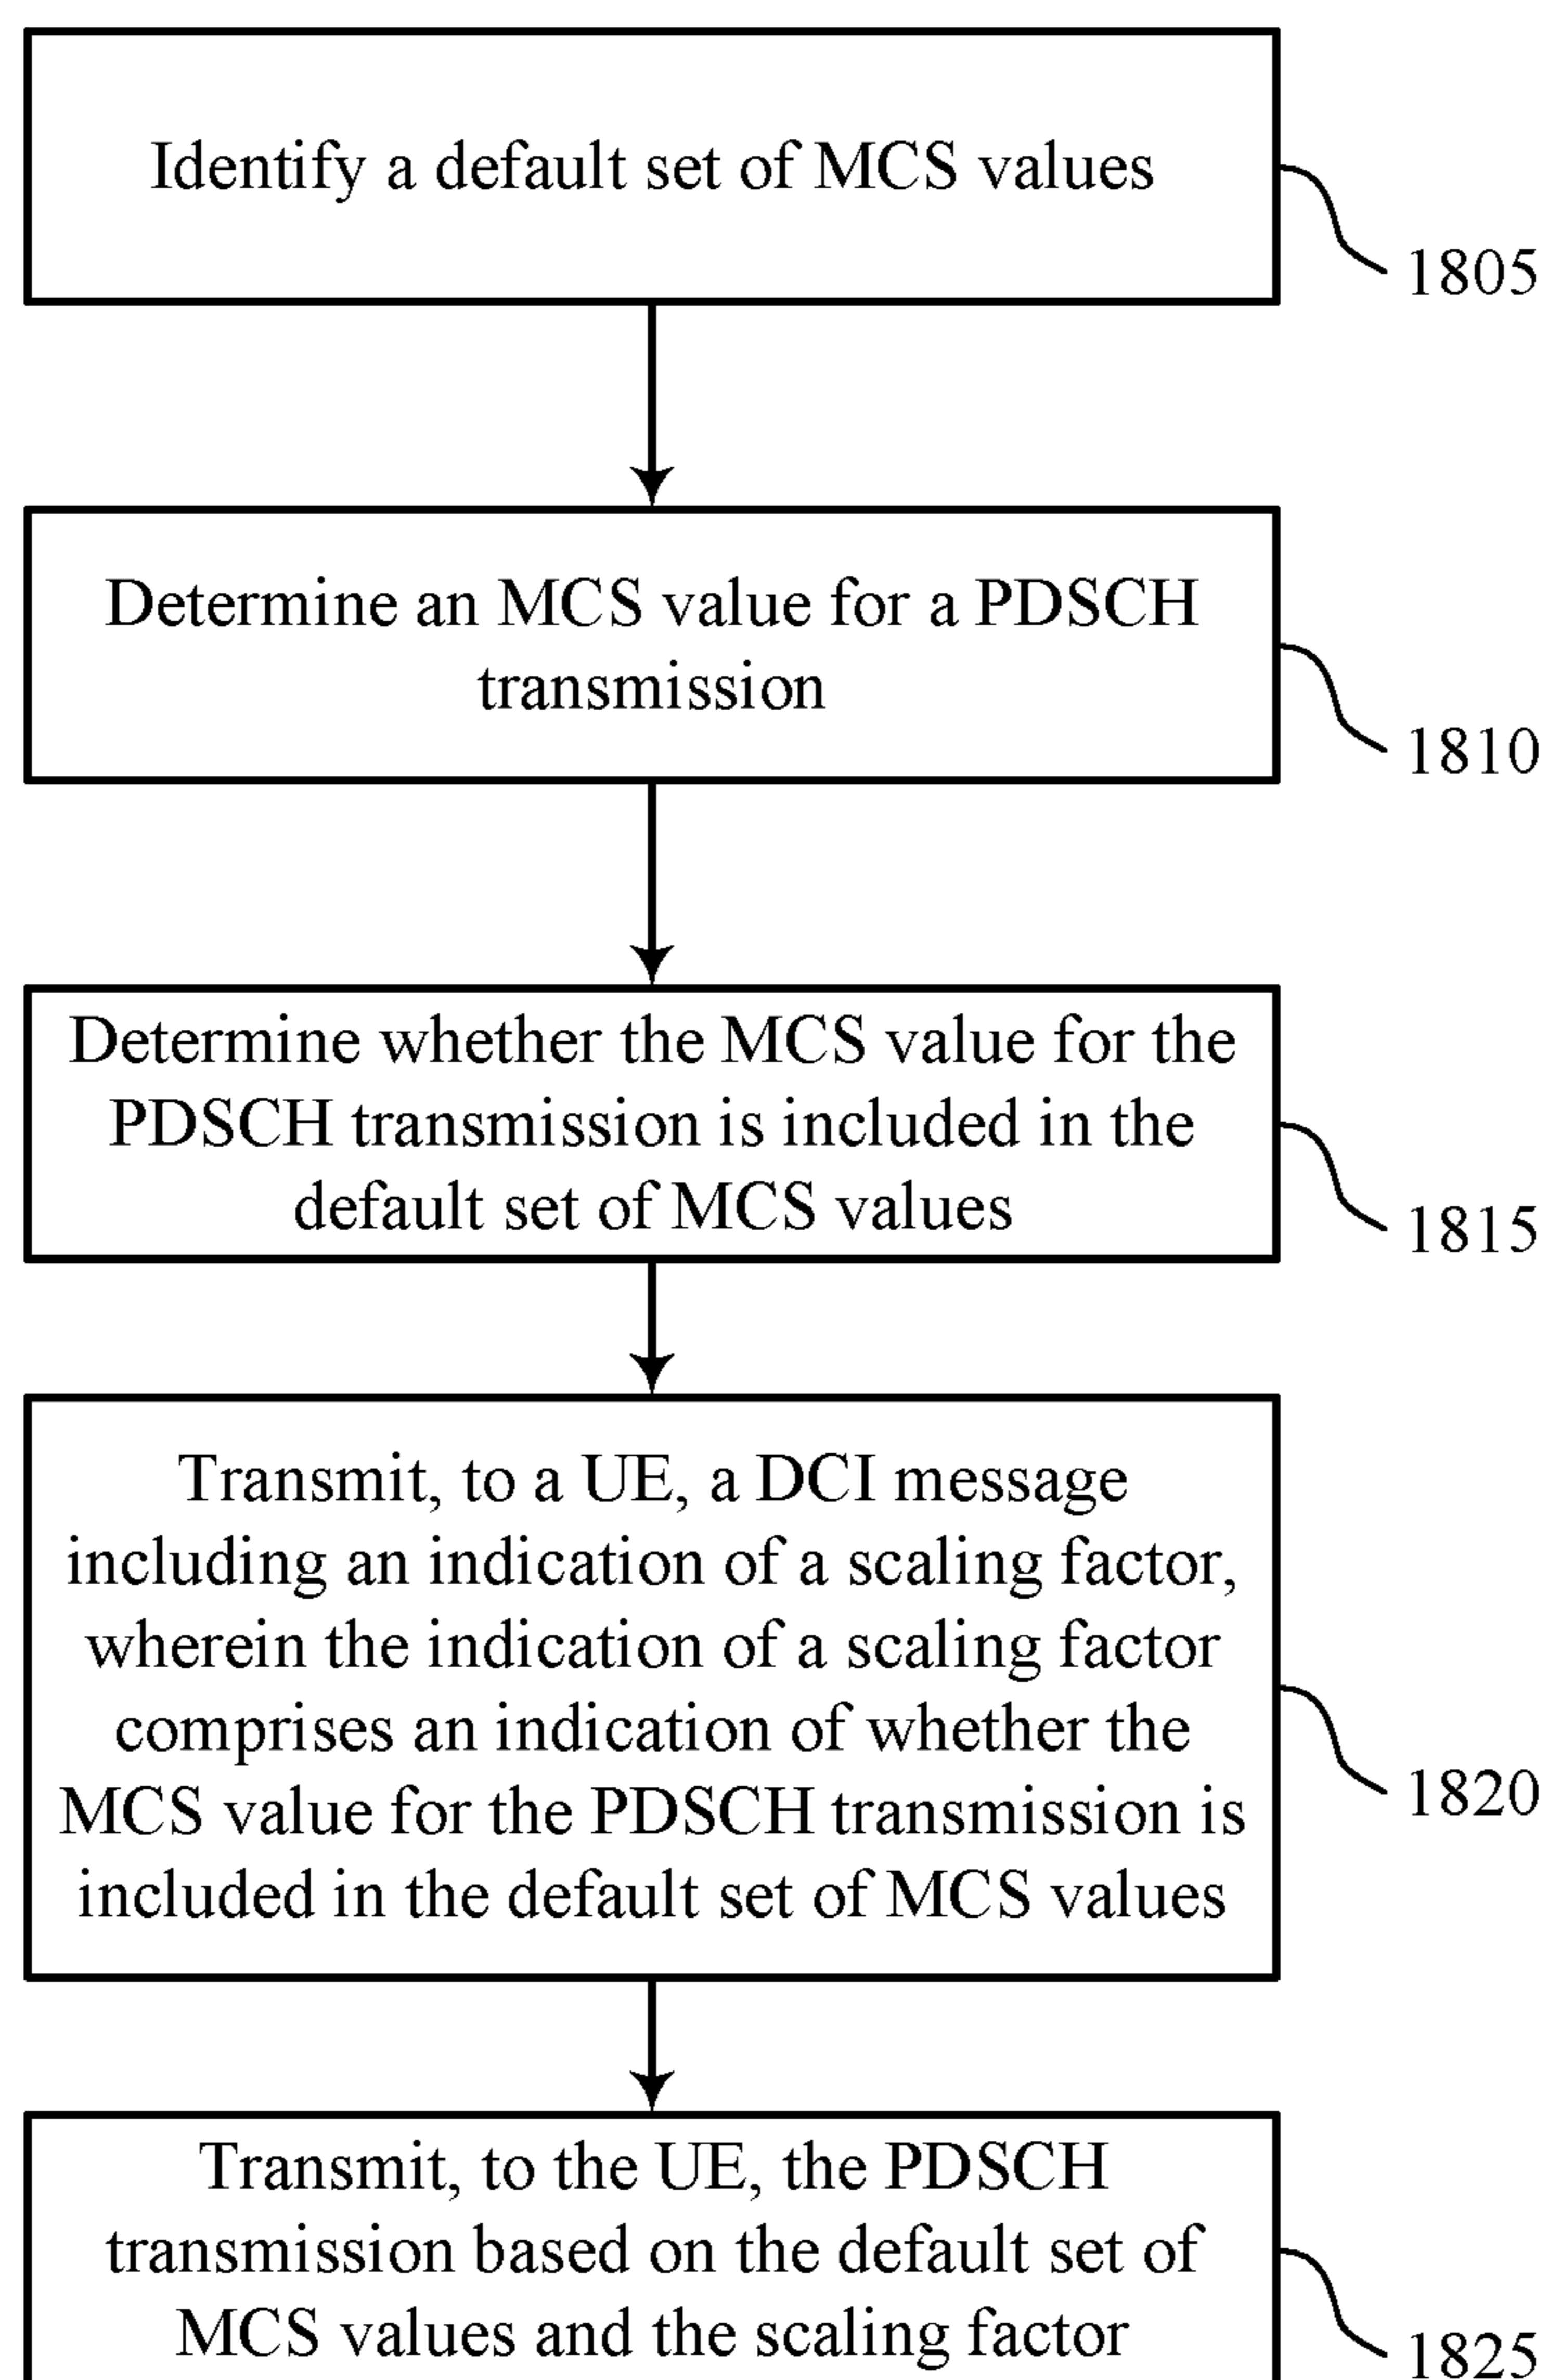 Identify a default set of MCS values
1805
Determine an MCS value for a PDSCH
transmission
1810
Determine whether the MCS value for the
PDSCH transmission is included in the
default set of MCS values
1815
Transmit, to a UE, a DCI message
including an indication of a scaling factor,
wherein the indication of a scaling factor
comprises an indication of whether the
MCS value for the PDSCH transmission is
included in the default set of MCS values
1820
Transmit, to the UE, the PDSCH
transmission based on the default set of
MCS values and the scaling factor
1825